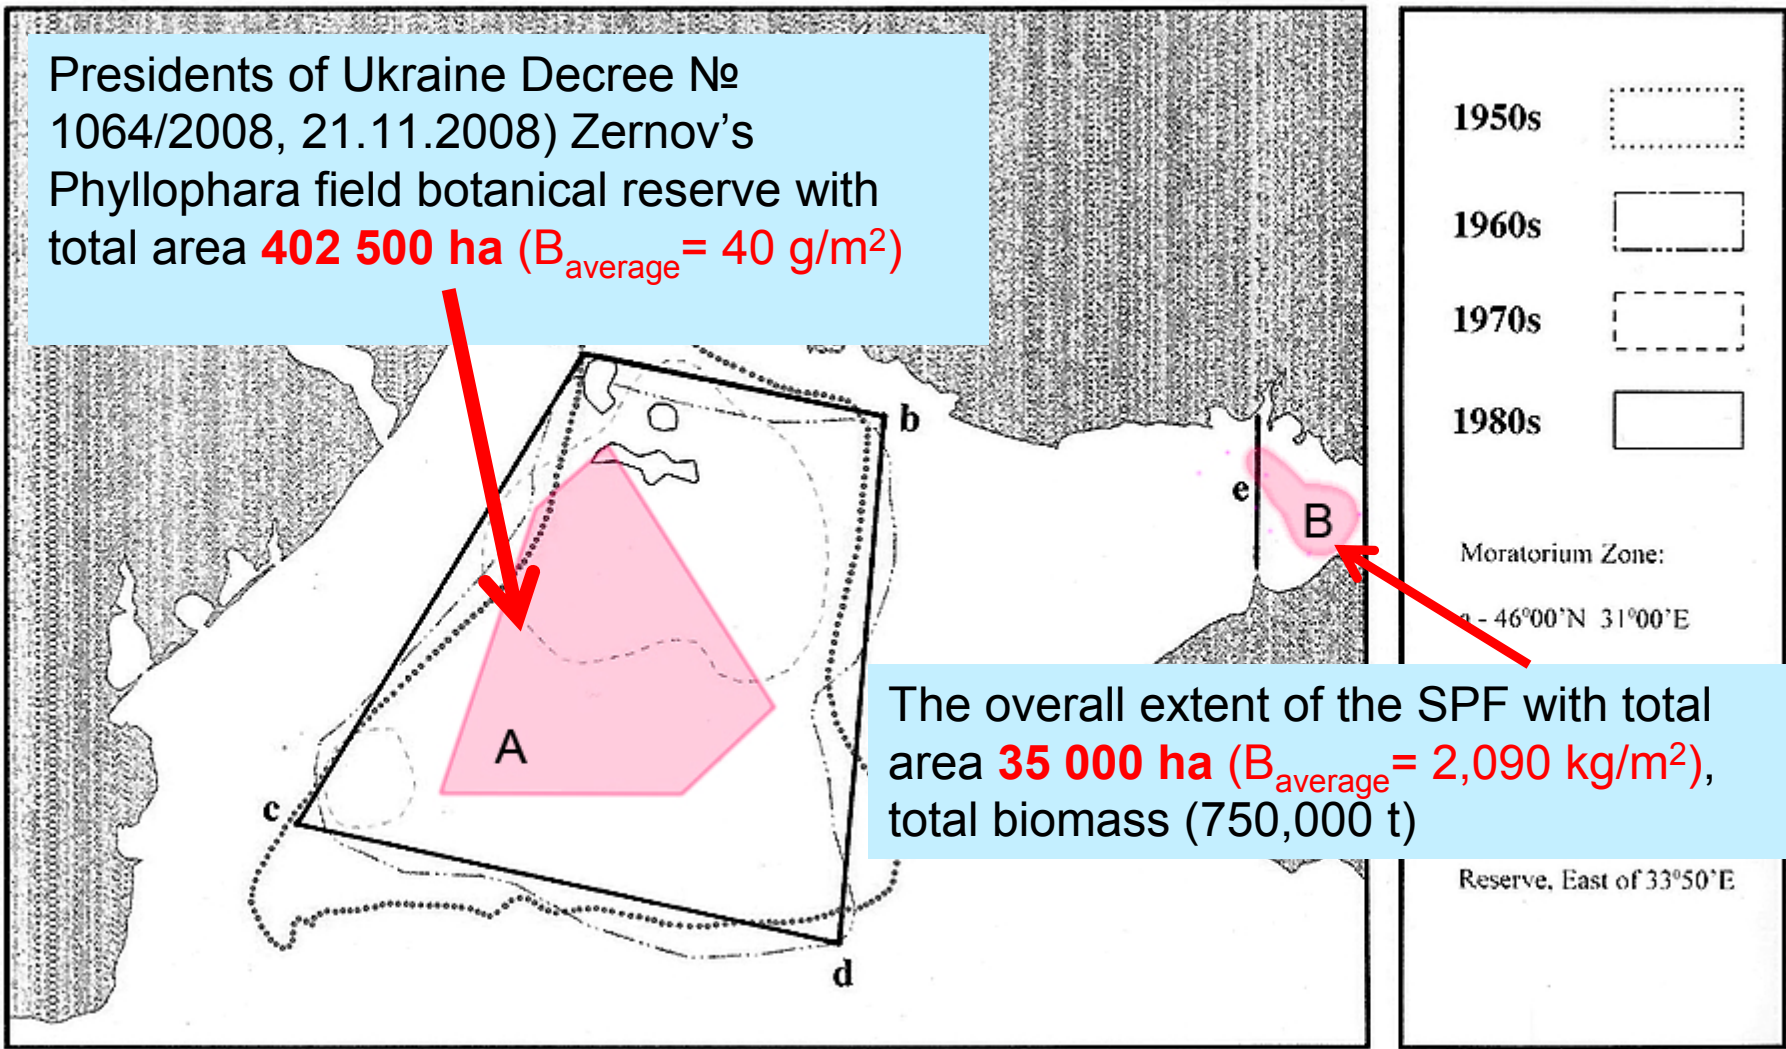 Presidents of Ukraine Decree №
1064/2008, 21.11.2008) Zernov’s
Phyllophara field botanical reserve with
total area 402 500 ha (Baverage= 40 g/m²)
b
e
B
A
c
d
The overall extent of the SPF with total
area 35 000 ha (Baverage= 2,090 kg/m²),
total biomass (750,000 t)
1950s
1960s
1970s
1980s
Moratorium Zone:
- 46°00’N 31°00’E
Reserve, East of 33°50’E